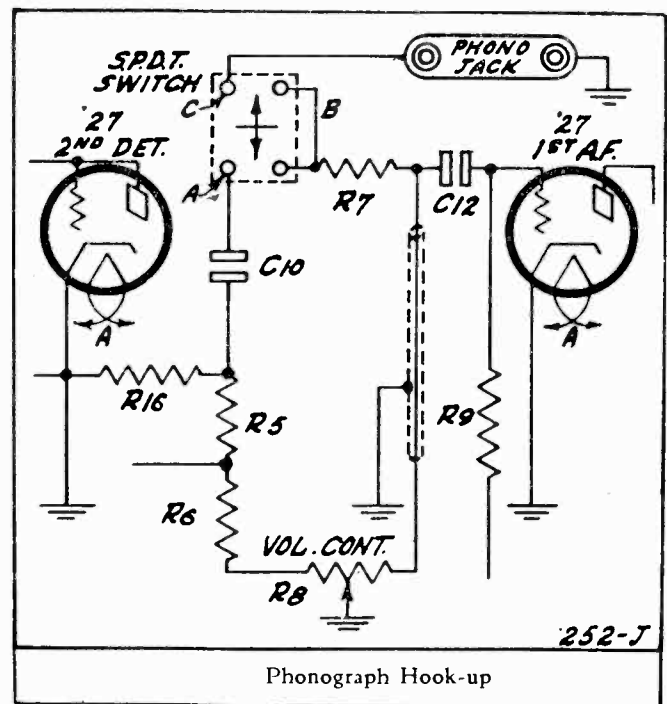 PHONO
JACK
S.P.D.T.
SWITCH
C
B
'27
2ND DET.
A
R7
C12
'27
1ST A.F.
C10
A
A
R16
R5
R9
R6
VOL. CONT.
R8
252-J
Phonograph Hook-up